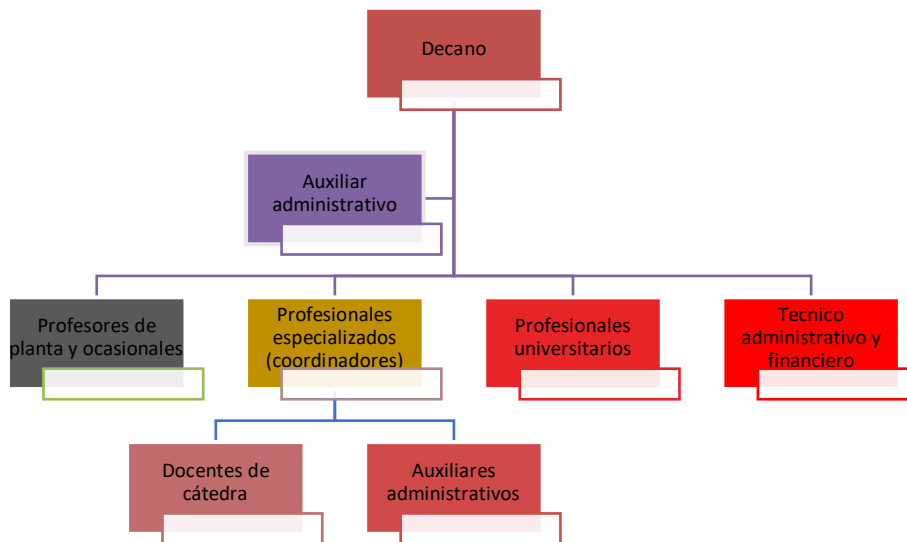 Decano
Auxiliar
administrativo
Profesores de
planta y ocasionales
Profesionales
especializados
(coordinadores)
Profesionales
universitarios
Tecnico
administrativo y
financiero
Docentes de
cátedra
Auxiliares
administrativos